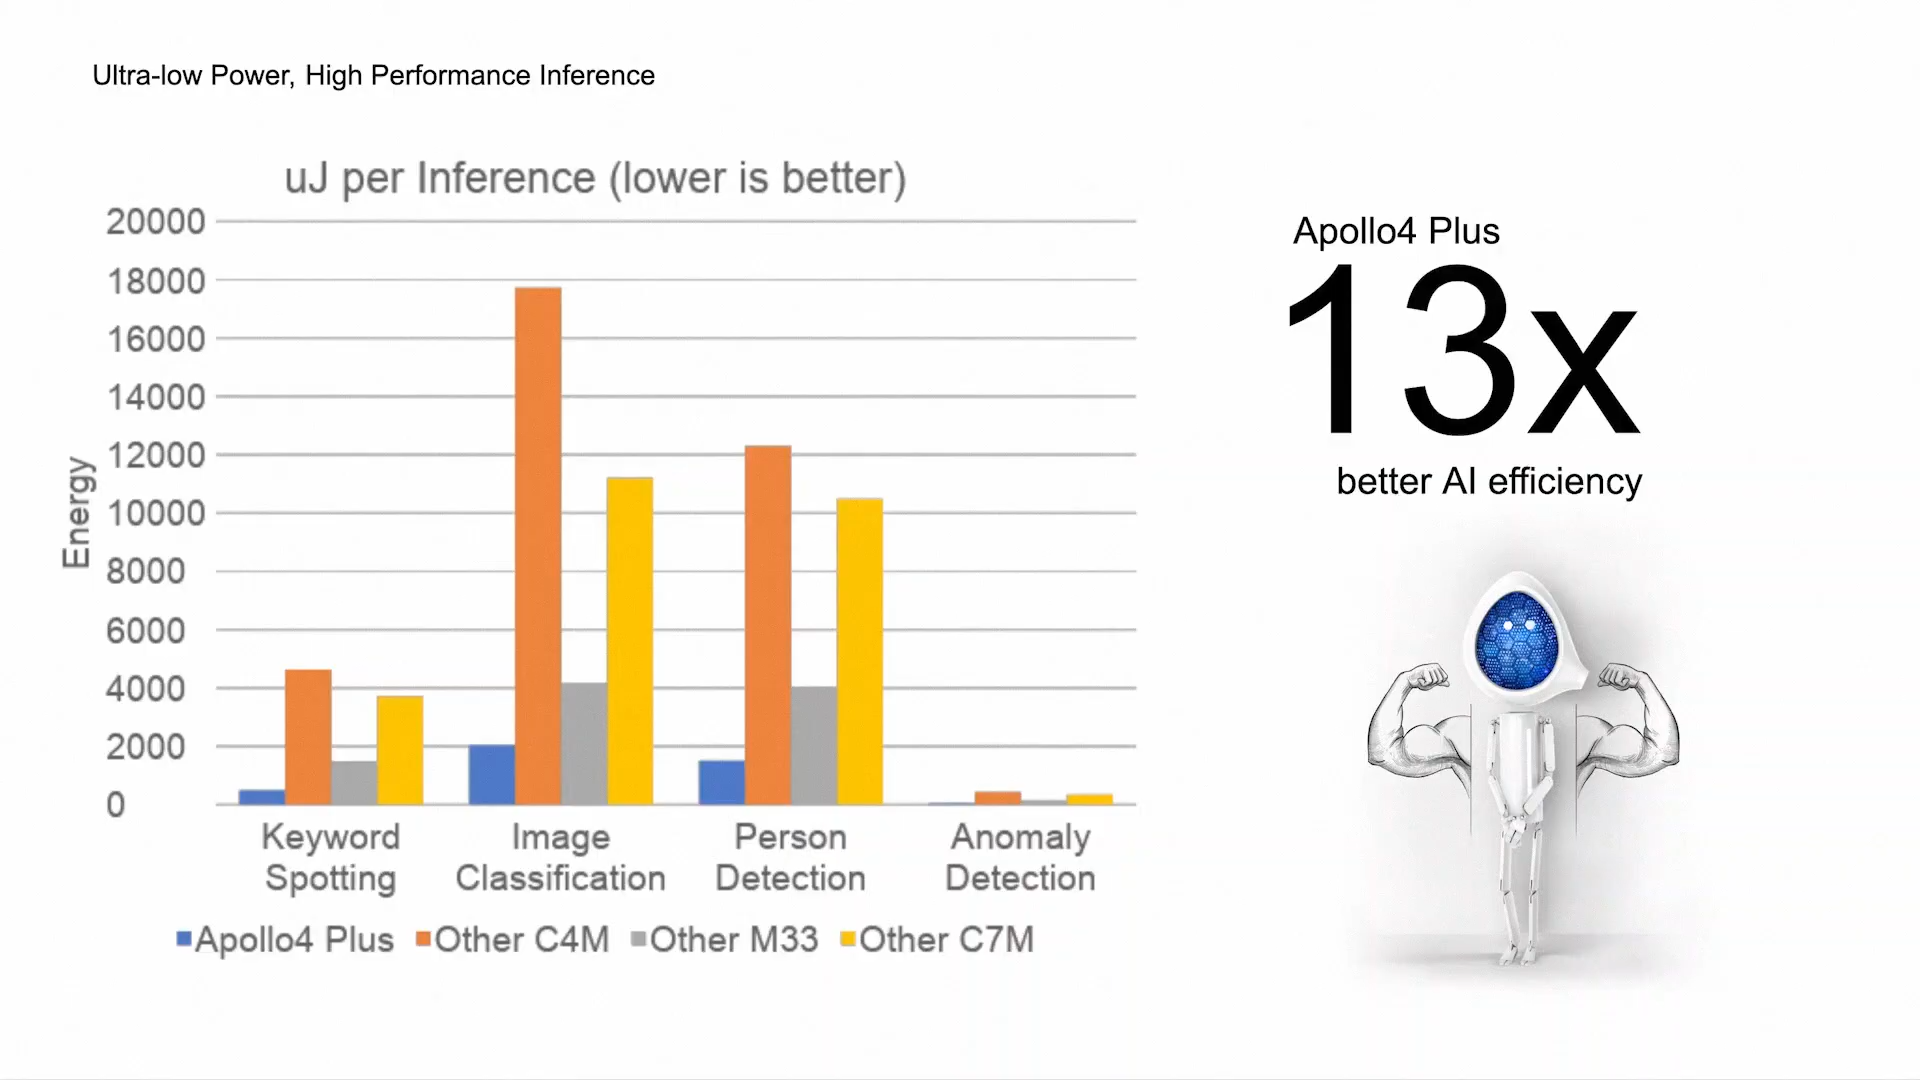 Ultra-low Power, High Performance Inference
uJ per Inference (lower is better)
20000
18000
16000
14000
12000
10000
8000
6000
4000
2000
0
Energy
Keyword
Spotting
Image
Classification
Person
Detection
Anomaly
Detection
Apollo4 Plus
Other C4M
Other M33
Other C7M
Apollo4 Plus
13x
better AI efficiency